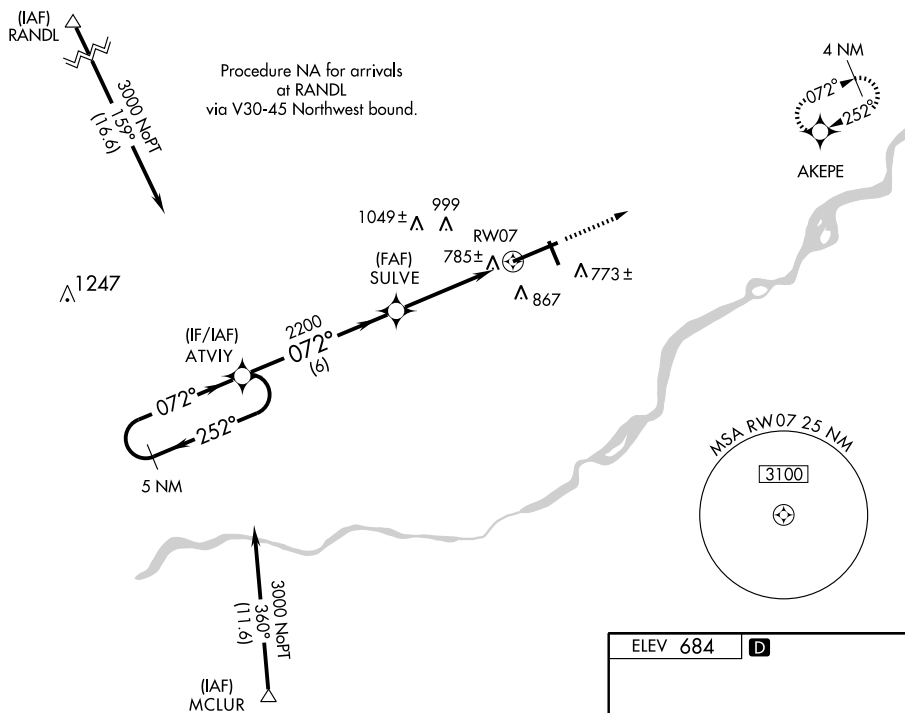 (IAF)
RANDL
3000 NoPT
159°
(16.6)
Procedure NA for arrivals
at RANDL
via V30-45 Northwest bound.
4 NM
072°
252°
AKEPE
1049±
999
RW07
785±
773±
867
(FAF)
SULVE
1247
(IF/IAF)
ATVIY
2200
072°
(6)
072°
252°
5 NM
MSA RW07 25 NM
3100
3000 NoPT
360°
(11.6)
(IAF)
MCLUR
ELEV 684 D